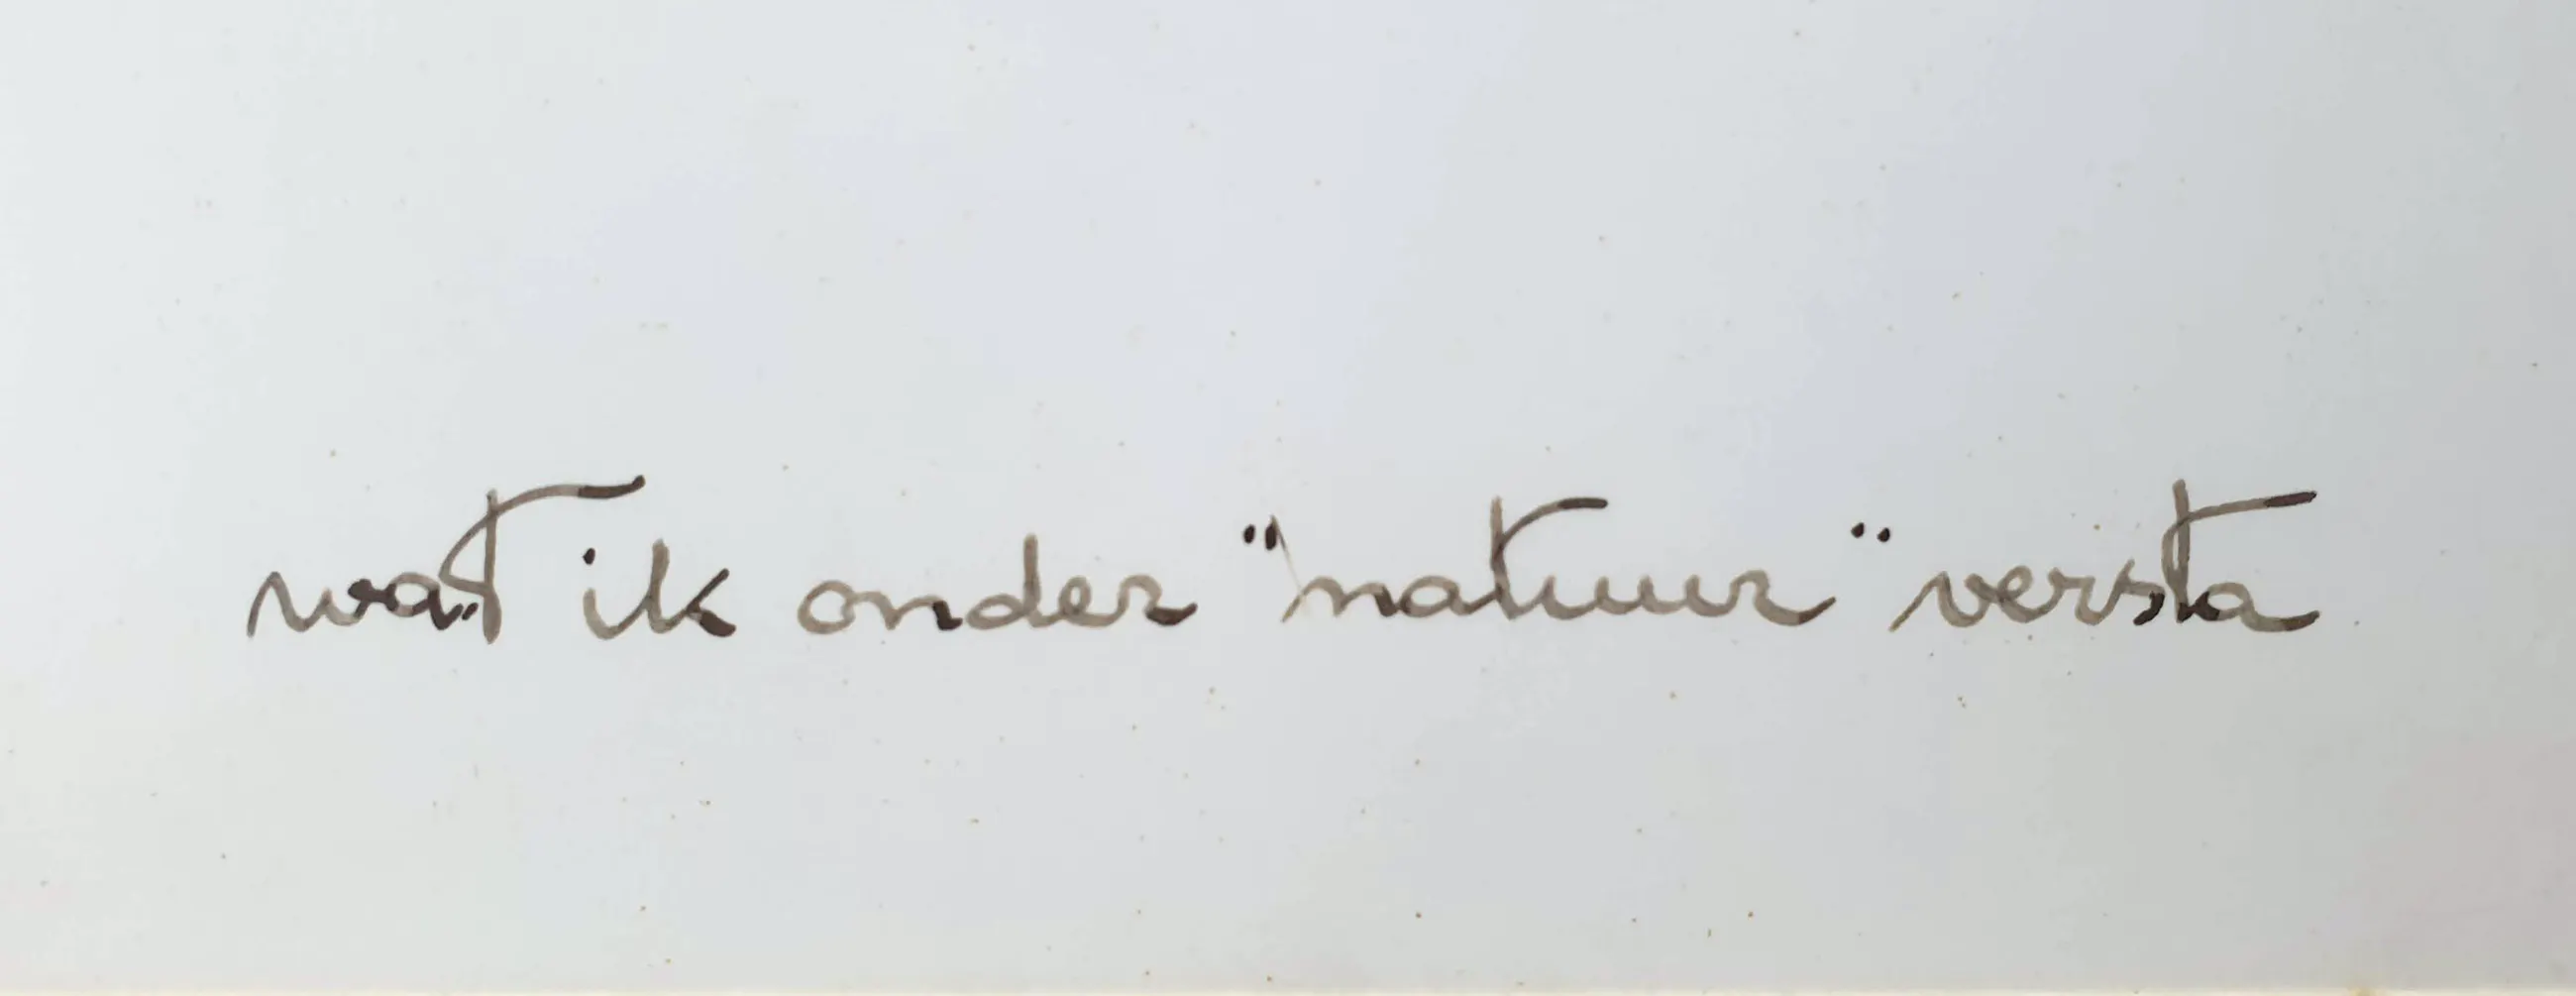 wat ik onder "natuur" versta